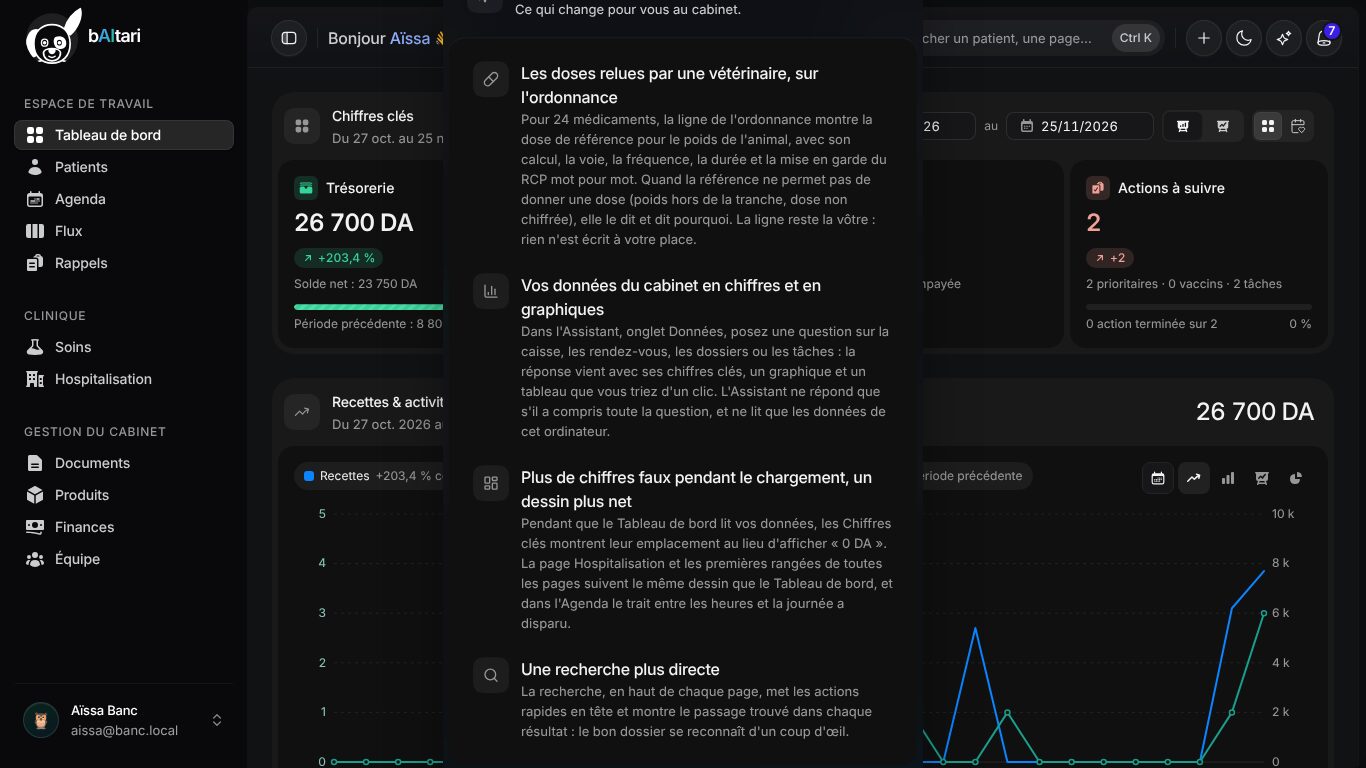 bAItari
ESPACE DE TRAVAIL
Tableau de bord
Patients
Agenda
Flux
Rappels
CLINIQUE
Soins
Hospitalisation
GESTION DU CABINET
Documents
Produits
Finances
Équipe
Aïssa Banc
aissa@banc.local
Bonjour Aïssa 👋
cher un patient, une page...
Ctrl K
7
Chiffres clés
Du 27 oct. au 25 n
26
au
25/11/2026
Trésorerie
26 700 DA
+203,4 %
Solde net : 23 750 DA
Période précédente : 8 80
payée
Actions à suivre
2
+2
2 prioritaires · 0 vaccins · 2 tâches
0 action terminée sur 2
0 %
Recettes & activit
Du 27 oct. 2026 a
26 700 DA
Recettes +203,4 % c
riode précédente
5
4
3
2
1
0
10 k
8 k
6 k
4 k
2 k
0
Ce qui change pour vous au cabinet.
Les doses relues par une vétérinaire, sur
l'ordonnance
Pour 24 médicaments, la ligne de l'ordonnance montre la
dose de référence pour le poids de l'animal, avec son
calcul, la voie, la fréquence, la durée et la mise en garde du
RCP mot pour mot. Quand la référence ne permet pas de
donner une dose (poids hors de la tranche, dose non
chiffrée), elle le dit et dit pourquoi. La ligne reste la vôtre :
rien n'est écrit à votre place.
Vos données du cabinet en chiffres et en
graphiques
Dans l'Assistant, onglet Données, posez une question sur la
caisse, les rendez-vous, les dossiers ou les tâches : la
réponse vient avec ses chiffres clés, un graphique et un
tableau que vous triez d'un clic. L'Assistant ne répond que
s'il a compris toute la question, et ne lit que les données de
cet ordinateur.
Plus de chiffres faux pendant le chargement, un
dessin plus net
Pendant que le Tableau de bord lit vos données, les Chiffres
clés montrent leur emplacement au lieu d'afficher « 0 DA ».
La page Hospitalisation et les premières rangées de toutes
les pages suivent le même dessin que le Tableau de bord, et
dans l'Agenda le trait entre les heures et la journée a
disparu.
Une recherche plus directe
La recherche, en haut de chaque page, met les actions
rapides en tête et montre le passage trouvé dans chaque
résultat : le bon dossier se reconnaît d'un coup d'œil.